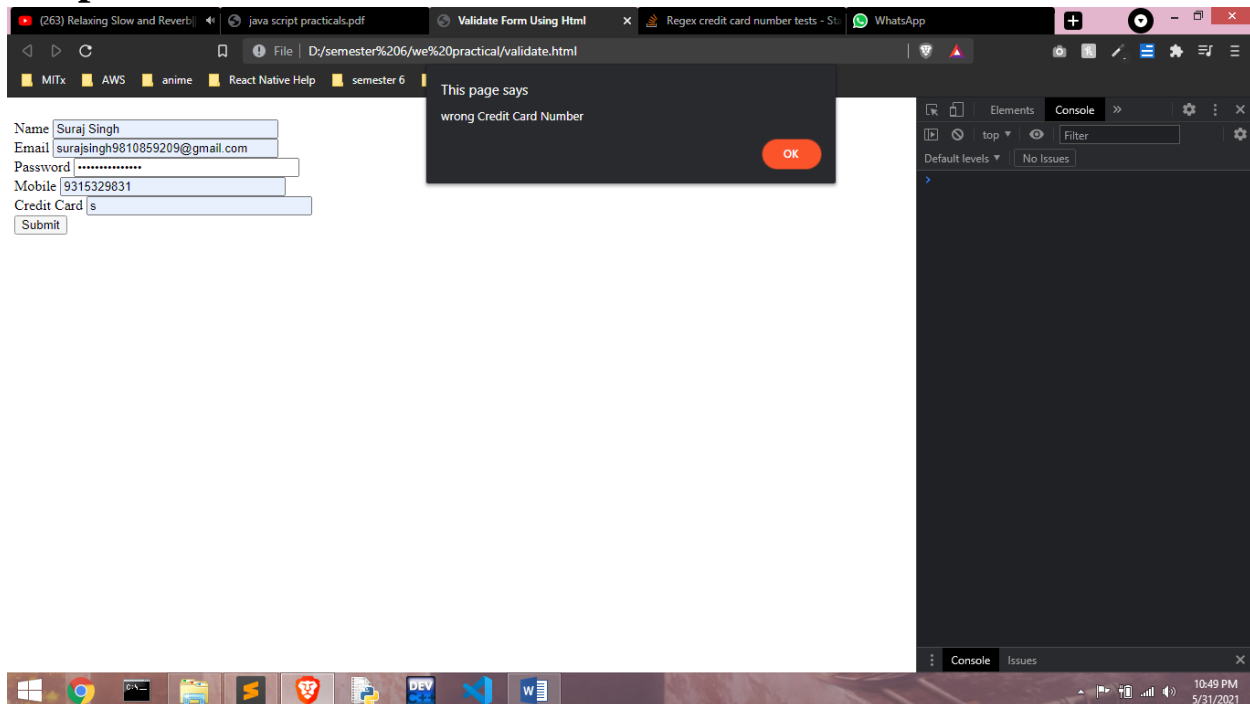 (263) Relaxing Slow and Reverb||
java script practicals.pdf
Validate Form Using Html
Regex credit card number tests - Sta
WhatsApp
File | D:/semester%206/we%20practical/validate.html
MITx
AWS
anime
React Native Help
semester 6
This page says
wrong Credit Card Number
OK
Name Suraj Singh
Email surajsingh9810859209@gmail.com
Password ••••••••••••••
Mobile 9315329831
Credit Card s
Submit
Elements Console »
top ▼ Filter
Default levels ▼ No Issues
Console Issues
DEV
W
10:49 PM
5/31/2021